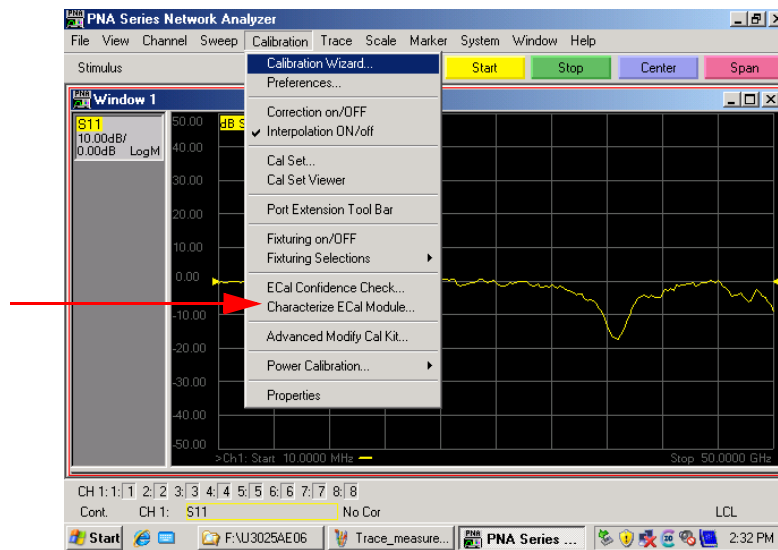 PNA Series Network Analyzer
File View Channel Sweep Calibration Trace Scale Marker System Window Help
Stimulus Start Stop Center Span
Calibration Wizard...
Preferences...
Correction on/OFF
Interpolation ON/off
Cal Set...
Cal Set Viewer
Port Extension Tool Bar
Fixturing on/OFF
Fixturing Selections
ECal Confidence Check...
Characterize ECal Module...
Advanced Modify Cal Kit...
Power Calibration...
Properties
Window 1
S11
10.00dB/
0.00dB LogM
50.00 dB S
40.00
30.00
20.00
10.00
0.00
-10.00
-20.00
-30.00
-40.00
-50.00
>Ch1: Start 10.0000 MHz Stop 50.0000 GHz
CH 1: 1: 1 2: 2 3: 3 4: 4 5: 5 6: 6 7: 7 8: 8
Cont. CH 1: S11 No Cor LCL
Start F:\U3025AE06 Trace_measure... PNA Series ... 2:32 PM